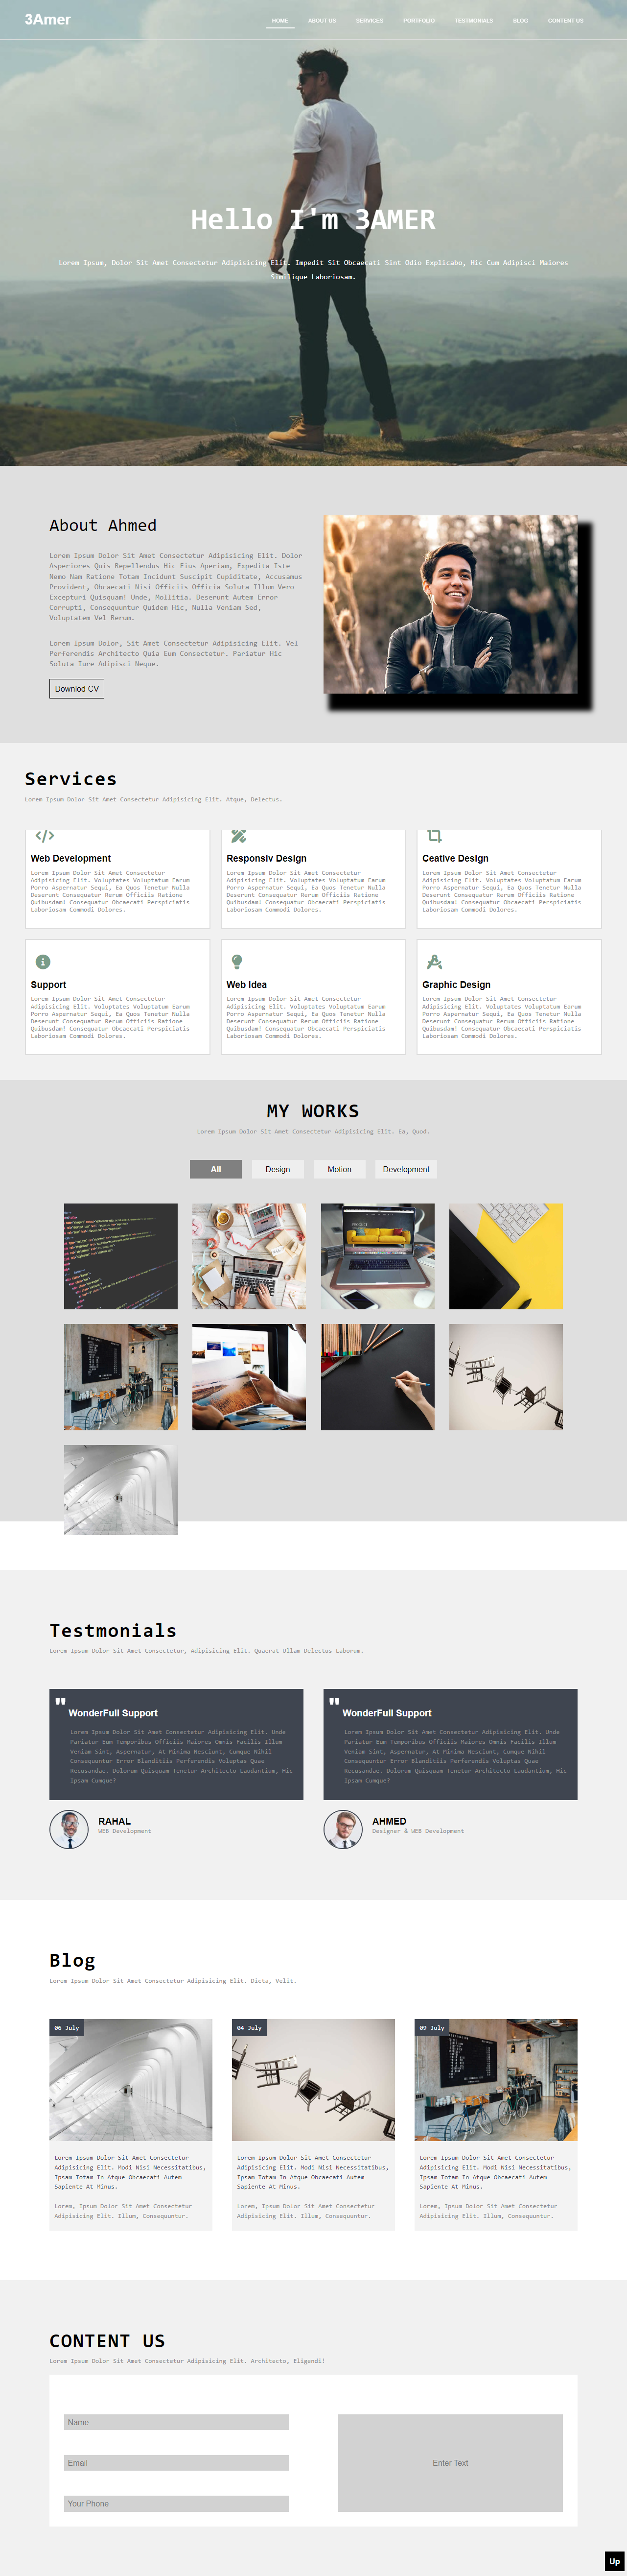 3Amer
HOME ABOUT US SERVICES PORTFOLIO TESTMONIALS BLOG CONTENT US
Hello I'm 3AMER
Lorem Ipsum, Dolor Sit Amet Consectetur Adipisicing Elit. Impedit Sit Obcaecati Sint Odio Explicabo, Hic Cum Adipisci Maiores
Similique Laboriosam.
About Ahmed
Lorem Ipsum Dolor Sit Amet Consectetur Adipisicing Elit. Dolor
Asperiores Quis Repellendus Hic Eius Aperiam, Expedita Iste
Nemo Nam Ratione Totam Incidunt Suscipit Cupiditate, Accusamus
Provident, Obcaecati Nisi Officiis Officia Soluta Illum Vero
Excepturi Quisquam! Unde, Mollitia. Deserunt Autem Error
Corrupti, Consequuntur Quidem Hic, Nulla Veniam Sed,
Voluptatem Vel Rerum.
Lorem Ipsum Dolor, Sit Amet Consectetur Adipisicing Elit. Vel
Perferendis Architecto Quia Eum Consectetur. Pariatur Hic
Soluta Iure Adipisci Neque.
Downlod CV
Services
Lorem Ipsum Dolor Sit Amet Consectetur Adipisicing Elit. Atque, Delectus.
Web Development
Lorem Ipsum Dolor Sit Amet Consectetur
Adipisicing Elit. Voluptates Voluptatum Earum
Porro Aspernatur Sequi, Ea Quos Tenetur Nulla
Deserunt Consequatur Rerum Officiis Ratione
Quibusdam! Consequatur Obcaecati Perspiciatis
Laboriosam Commodi Dolores.
Responsiv Design
Lorem Ipsum Dolor Sit Amet Consectetur
Adipisicing Elit. Voluptates Voluptatum Earum
Porro Aspernatur Sequi, Ea Quos Tenetur Nulla
Deserunt Consequatur Rerum Officiis Ratione
Quibusdam! Consequatur Obcaecati Perspiciatis
Laboriosam Commodi Dolores.
Ceative Design
Lorem Ipsum Dolor Sit Amet Consectetur
Adipisicing Elit. Voluptates Voluptatum Earum
Porro Aspernatur Sequi, Ea Quos Tenetur Nulla
Deserunt Consequatur Rerum Officiis Ratione
Quibusdam! Consequatur Obcaecati Perspiciatis
Laboriosam Commodi Dolores.
Support
Lorem Ipsum Dolor Sit Amet Consectetur
Adipisicing Elit. Voluptates Voluptatum Earum
Porro Aspernatur Sequi, Ea Quos Tenetur Nulla
Deserunt Consequatur Rerum Officiis Ratione
Quibusdam! Consequatur Obcaecati Perspiciatis
Laboriosam Commodi Dolores.
Web Idea
Lorem Ipsum Dolor Sit Amet Consectetur
Adipisicing Elit. Voluptates Voluptatum Earum
Porro Aspernatur Sequi, Ea Quos Tenetur Nulla
Deserunt Consequatur Rerum Officiis Ratione
Quibusdam! Consequatur Obcaecati Perspiciatis
Laboriosam Commodi Dolores.
Graphic Design
Lorem Ipsum Dolor Sit Amet Consectetur
Adipisicing Elit. Voluptates Voluptatum Earum
Porro Aspernatur Sequi, Ea Quos Tenetur Nulla
Deserunt Consequatur Rerum Officiis Ratione
Quibusdam! Consequatur Obcaecati Perspiciatis
Laboriosam Commodi Dolores.
MY WORKS
Lorem Ipsum Dolor Sit Amet Consectetur Adipisicing Elit. Ea, Quod.
All Design Motion Development
Testmonials
Lorem Ipsum Dolor Sit Amet Consectetur, Adipisicing Elit. Quaerat Ullam Delectus Laborum.
WonderFull Support
Lorem Ipsum Dolor Sit Amet Consectetur Adipisicing Elit. Unde
Pariatur Eum Temporibus Officiis Maiores Omnis Facilis Illum
Veniam Sint, Aspernatur, At Minima Nesciunt, Cumque Nihil
Consequuntur Error Blanditiis Perferendis Voluptas Quae
Recusandae. Dolorum Quisquam Tenetur Architecto Laudantium, Hic
Ipsam Cumque?
RAHAL
WEB Development
WonderFull Support
Lorem Ipsum Dolor Sit Amet Consectetur Adipisicing Elit. Unde
Pariatur Eum Temporibus Officiis Maiores Omnis Facilis Illum
Veniam Sint, Aspernatur, At Minima Nesciunt, Cumque Nihil
Consequuntur Error Blanditiis Perferendis Voluptas Quae
Recusandae. Dolorum Quisquam Tenetur Architecto Laudantium, Hic
Ipsam Cumque?
AHMED
Designer & WEB Development
Blog
Lorem Ipsum Dolor Sit Amet Consectetur Adipisicing Elit. Dicta, Velit.
06 July
Lorem Ipsum Dolor Sit Amet Consectetur
Adipisicing Elit. Modi Nisi Necessitatibus,
Ipsam Totam In Atque Obcaecati Autem
Sapiente At Minus.
Lorem, Ipsum Dolor Sit Amet Consectetur
Adipisicing Elit. Illum, Consequuntur.
04 July
Lorem Ipsum Dolor Sit Amet Consectetur
Adipisicing Elit. Modi Nisi Necessitatibus,
Ipsam Totam In Atque Obcaecati Autem
Sapiente At Minus.
Lorem, Ipsum Dolor Sit Amet Consectetur
Adipisicing Elit. Illum, Consequuntur.
09 July
Lorem Ipsum Dolor Sit Amet Consectetur
Adipisicing Elit. Modi Nisi Necessitatibus,
Ipsam Totam In Atque Obcaecati Autem
Sapiente At Minus.
Lorem, Ipsum Dolor Sit Amet Consectetur
Adipisicing Elit. Illum, Consequuntur.
CONTENT US
Lorem Ipsum Dolor Sit Amet Consectetur Adipisicing Elit. Architecto, Eligendi!
Name
Email
Your Phone
Enter Text
Up